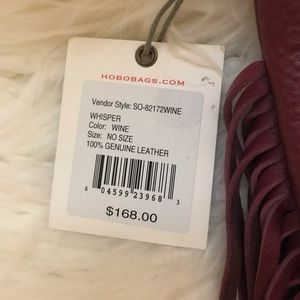 HOBOBAGS.COM
Vendor Style: SO-82172WINE
WHISPER
Color: WINE
Size: NO SIZE
100% GENUINE LEATHER
6 04599 23968 3
$168.00